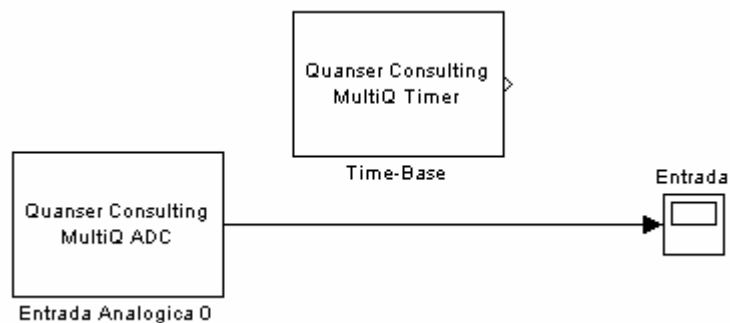 Quanser Consulting
MultiQ Timer
Time-Base
Entrada
Quanser Consulting
MultiQ ADC
Entrada Analogica 0